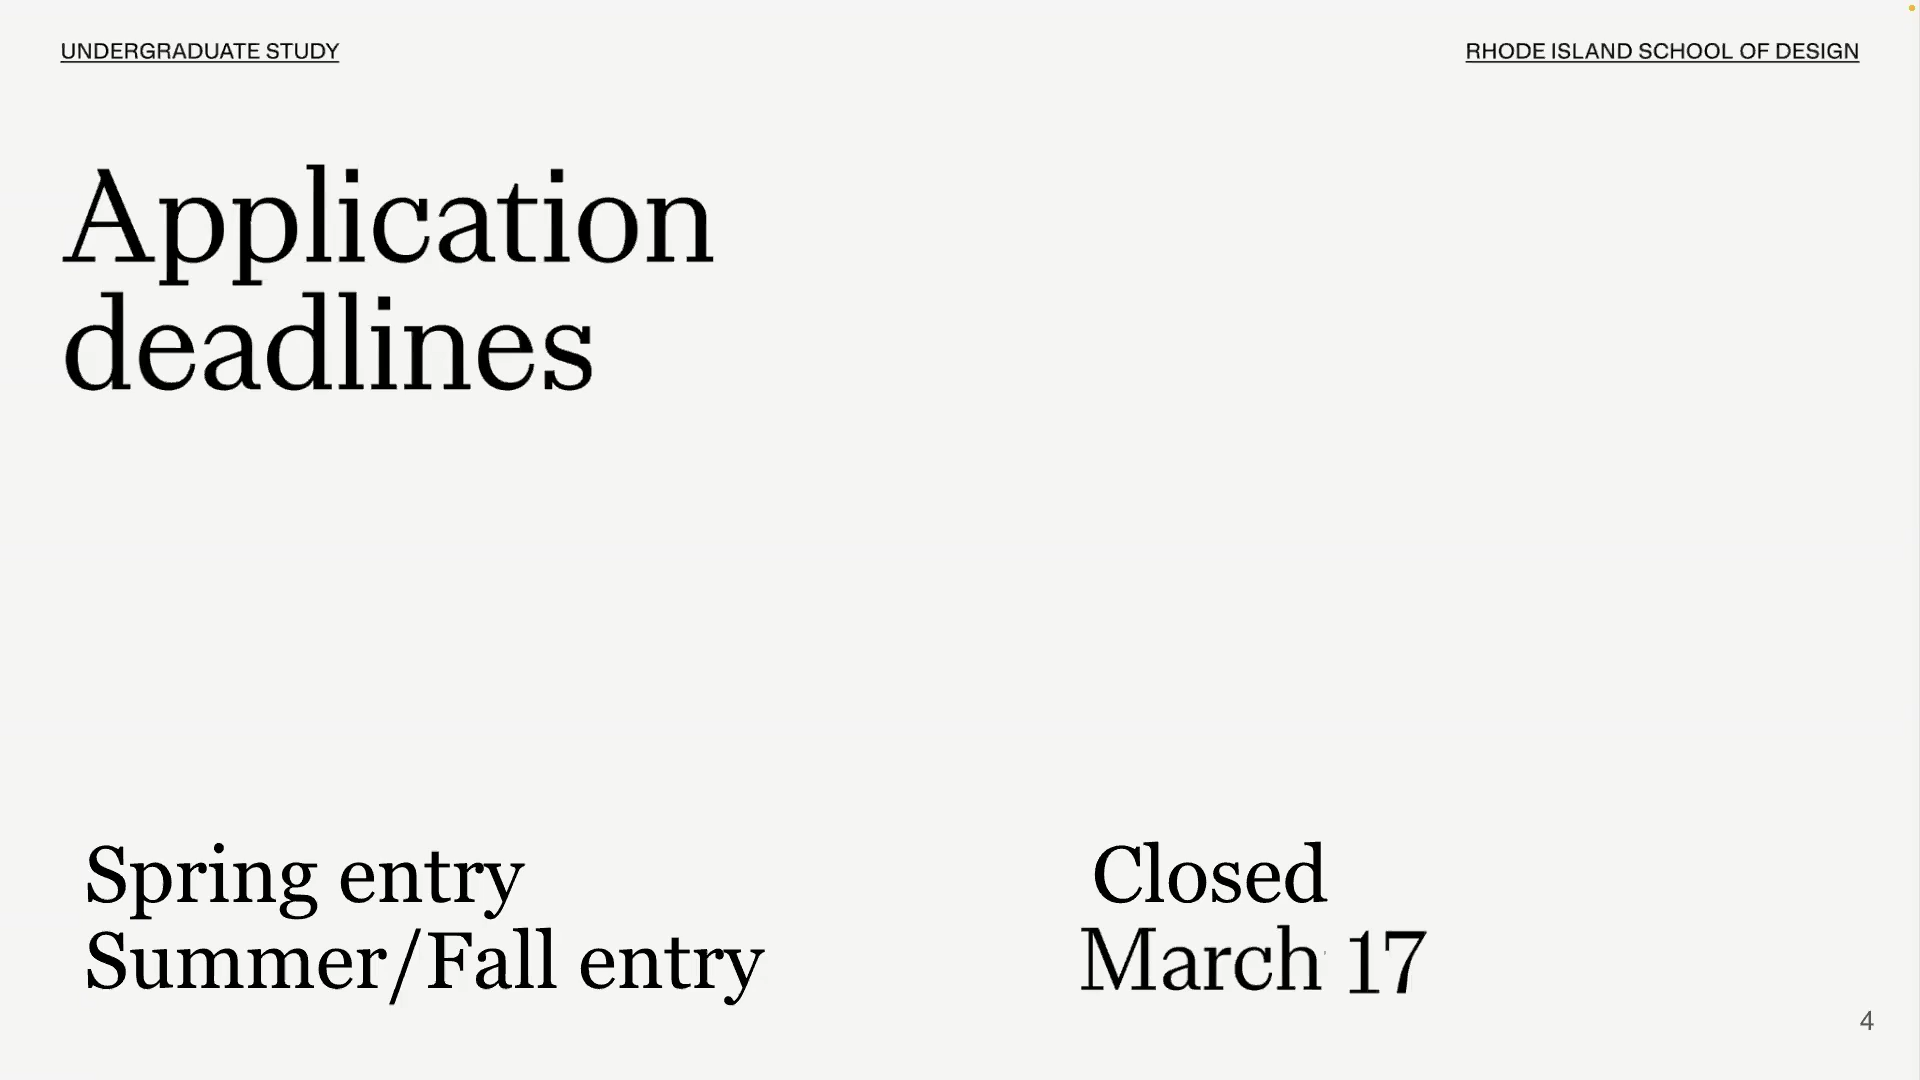 UNDERGRADUATE STUDY
RHODE ISLAND SCHOOL OF DESIGN
Application
deadlines
Spring entry
Closed
Summer/Fall entry
March 17
4